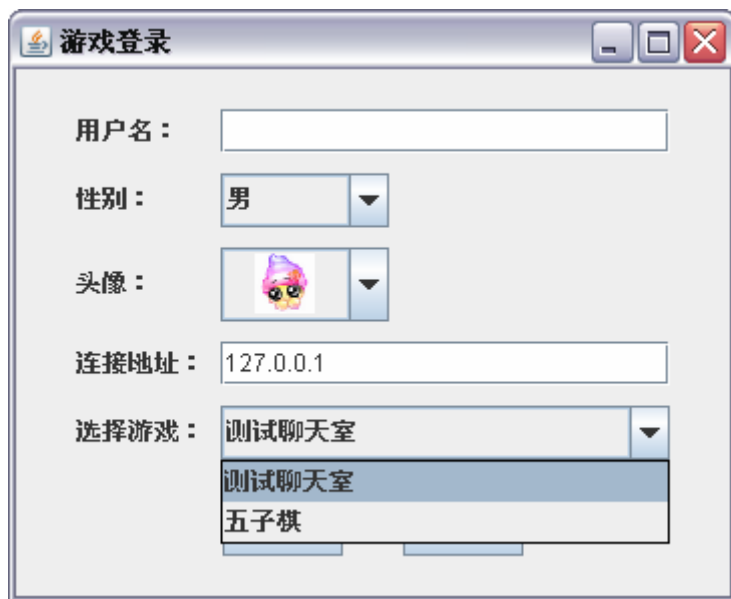 游戏登录
用户名：
性别： 男
头像：
连接地址： 127.0.0.1
选择游戏： 测试聊天室
测试聊天室
五子棋